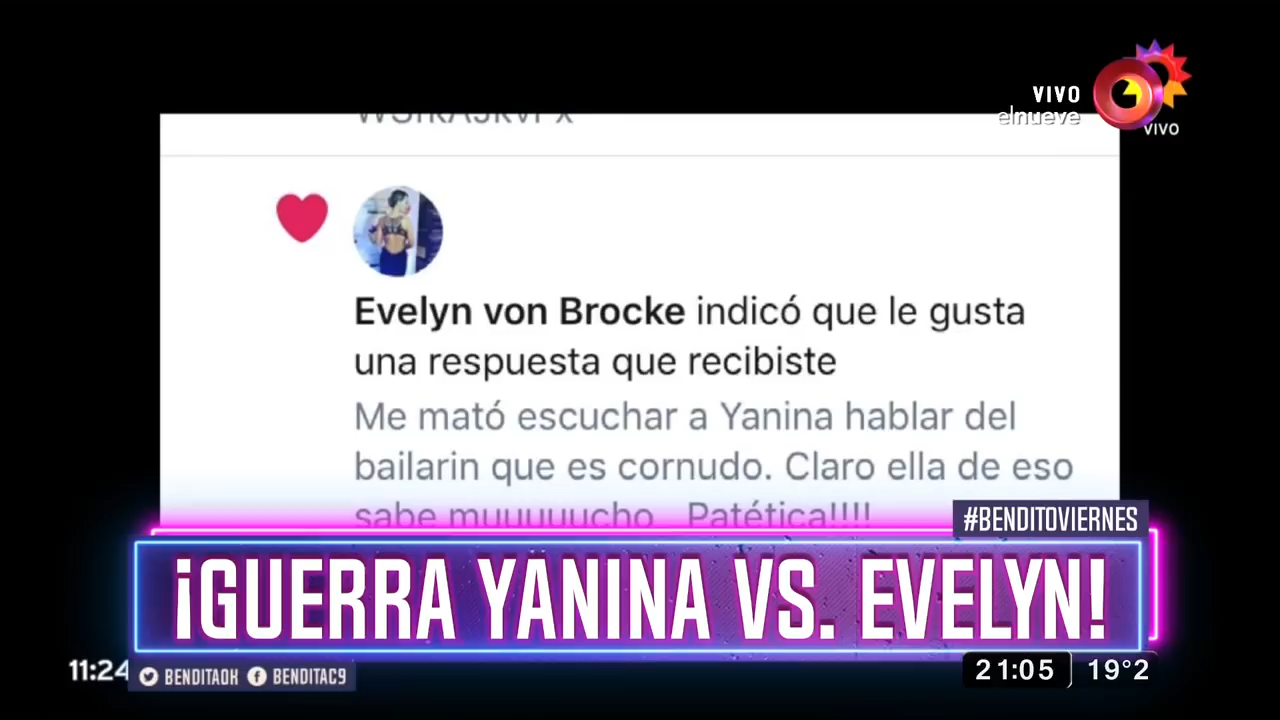 VIVO
elnueve
VIVO
Evelyn von Brocke indicó que le gusta
una respuesta que recibiste
Me mató escuchar a Yanina hablar del
bailarin que es cornudo. Claro ella de eso
sabe muuuuucho Patética!!!!
#BENDITOVIERNES
¡GUERRA YANINA VS. EVELYN!
11:24
BENDITAOK BENDITAC9
21:05 19°2